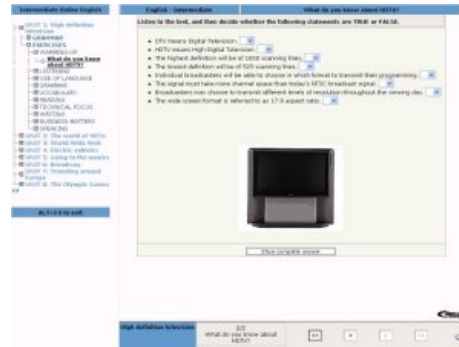 Intermediate Online English
English - Intermediate
What do you know about HDTV?
UNIT 1: High definition television
GRAMMAR
EXERCISES
WARMING UP
What do you know about HDTV?
LISTENING
USE OF LANGUAGE
GRAMMAR
VOCABULARY
READING
TECHNICAL FOCUS
WRITING
BUSINESS MATTERS
SPEAKING
UNIT 2: The world of
UNIT 3: World Wide Web
UNIT 4: Electric vehicles
UNIT 5: Going to the movies
UNIT 6: Broadway
UNIT 7: Traveling around Europe
UNIT 8: The Olympic Games
ALT+F4 to exit
Listen to the text, and then decide whether the following statements are TRUE or FALSE.
DTV means Digital Television.
HDTV means High Digital Television.
The highest definition will be of 1000 scanning lines.
The lowest definition will be of 525 scanning lines.
Individual broadcasters will be able to choose in which format to transmit their programming.
The signal must take more channel space than today's NTSC broadcast signal.
Broadcasters may choose to transmit different levels of resolution throughout the viewing day.
The wide screen format is referred to as 17:9 aspect ratio.
Show complete answer
High definition television
What do you know about HDTV?